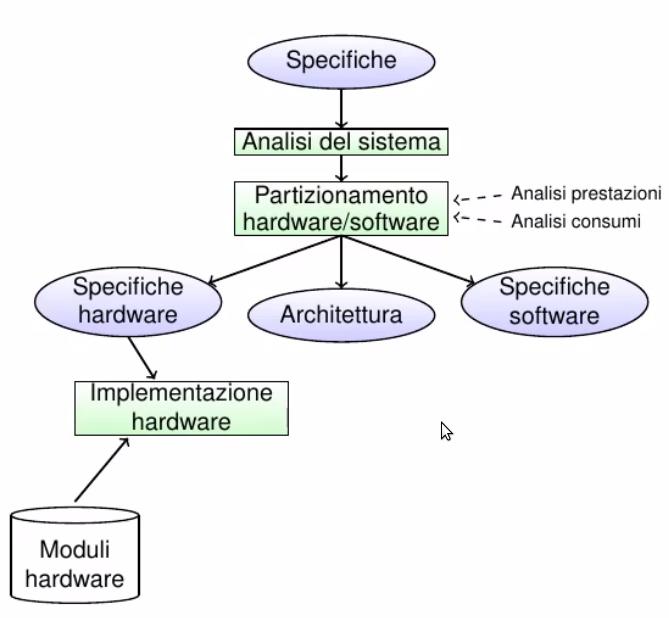 Specifiche
Analisi del sistema
Partizionamento
hardware/software
Analisi prestazioni
Analisi consumi
Specifiche
hardware
Architettura
Specifiche
software
Implementazione
hardware
Moduli
hardware